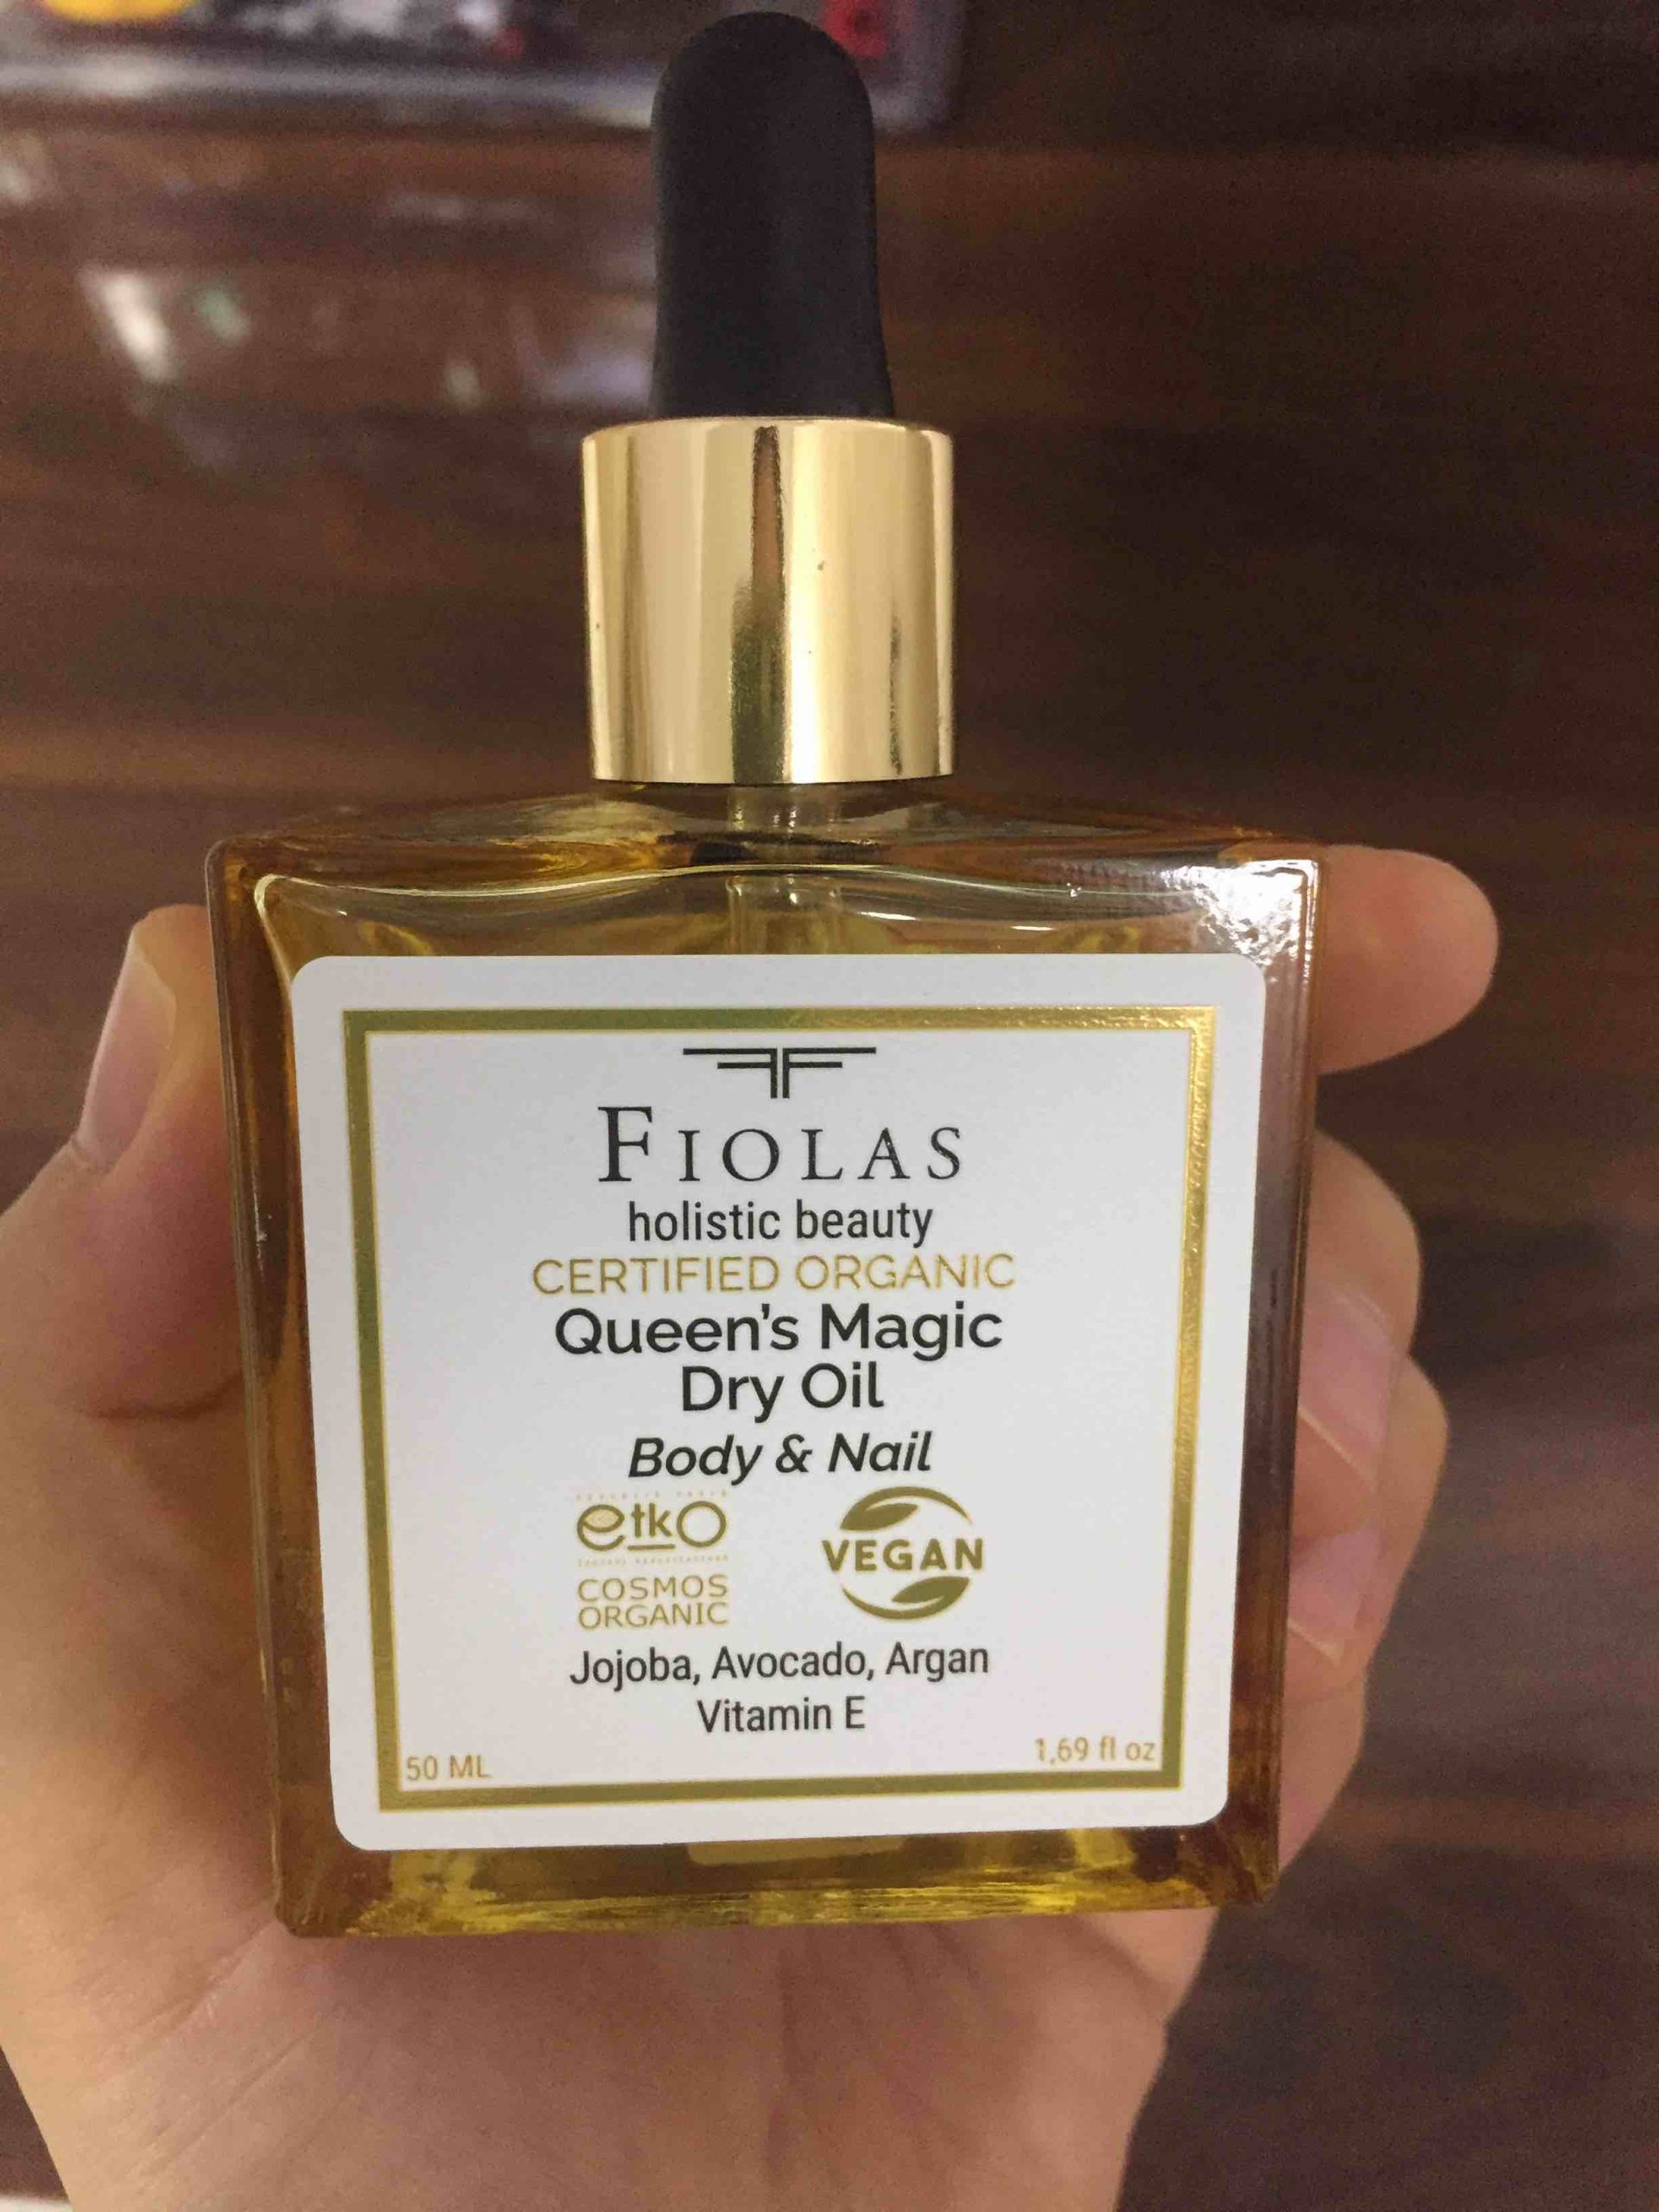 FIOLAS
holistic beauty
CERTIFIED ORGANIC
Queen's Magic
Dry Oil
Body & Nail
etko
COSMOS
ORGANIC
VEGAN
Jojoba, Avocado, Argan
Vitamin E
50 ML
1,69 fl oz